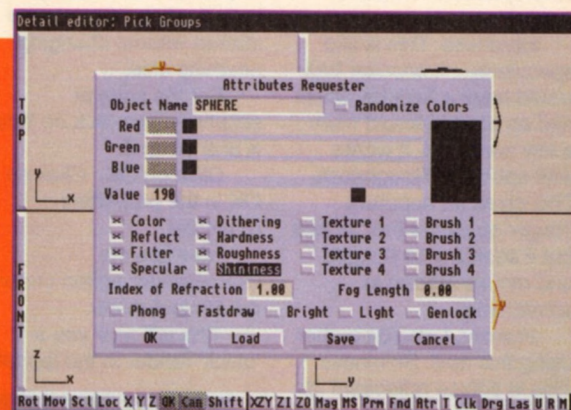 Detail editor: Pick Groups
Attributes Requester
Object Name SPHERE Randomize Colors
Red
Green
Blue
Value 190
Color Dithering Texture 1 Brush 1
Reflect Hardness Texture 2 Brush 2
Filter Roughness Texture 3 Brush 3
Specular Shininess Texture 4 Brush 4
Index of Refraction 1.00 Fog Length 0.00
Phong Fastdraw Bright Light Genlock
OK Load Save Cancel
TOP
y
x
FRONT
z
x
y
Rot Mov Scl Loc X Y Z OK Can Shift XZY ZI ZO Mag MS Prm Fnd Atr T Clk Drg Las U R M